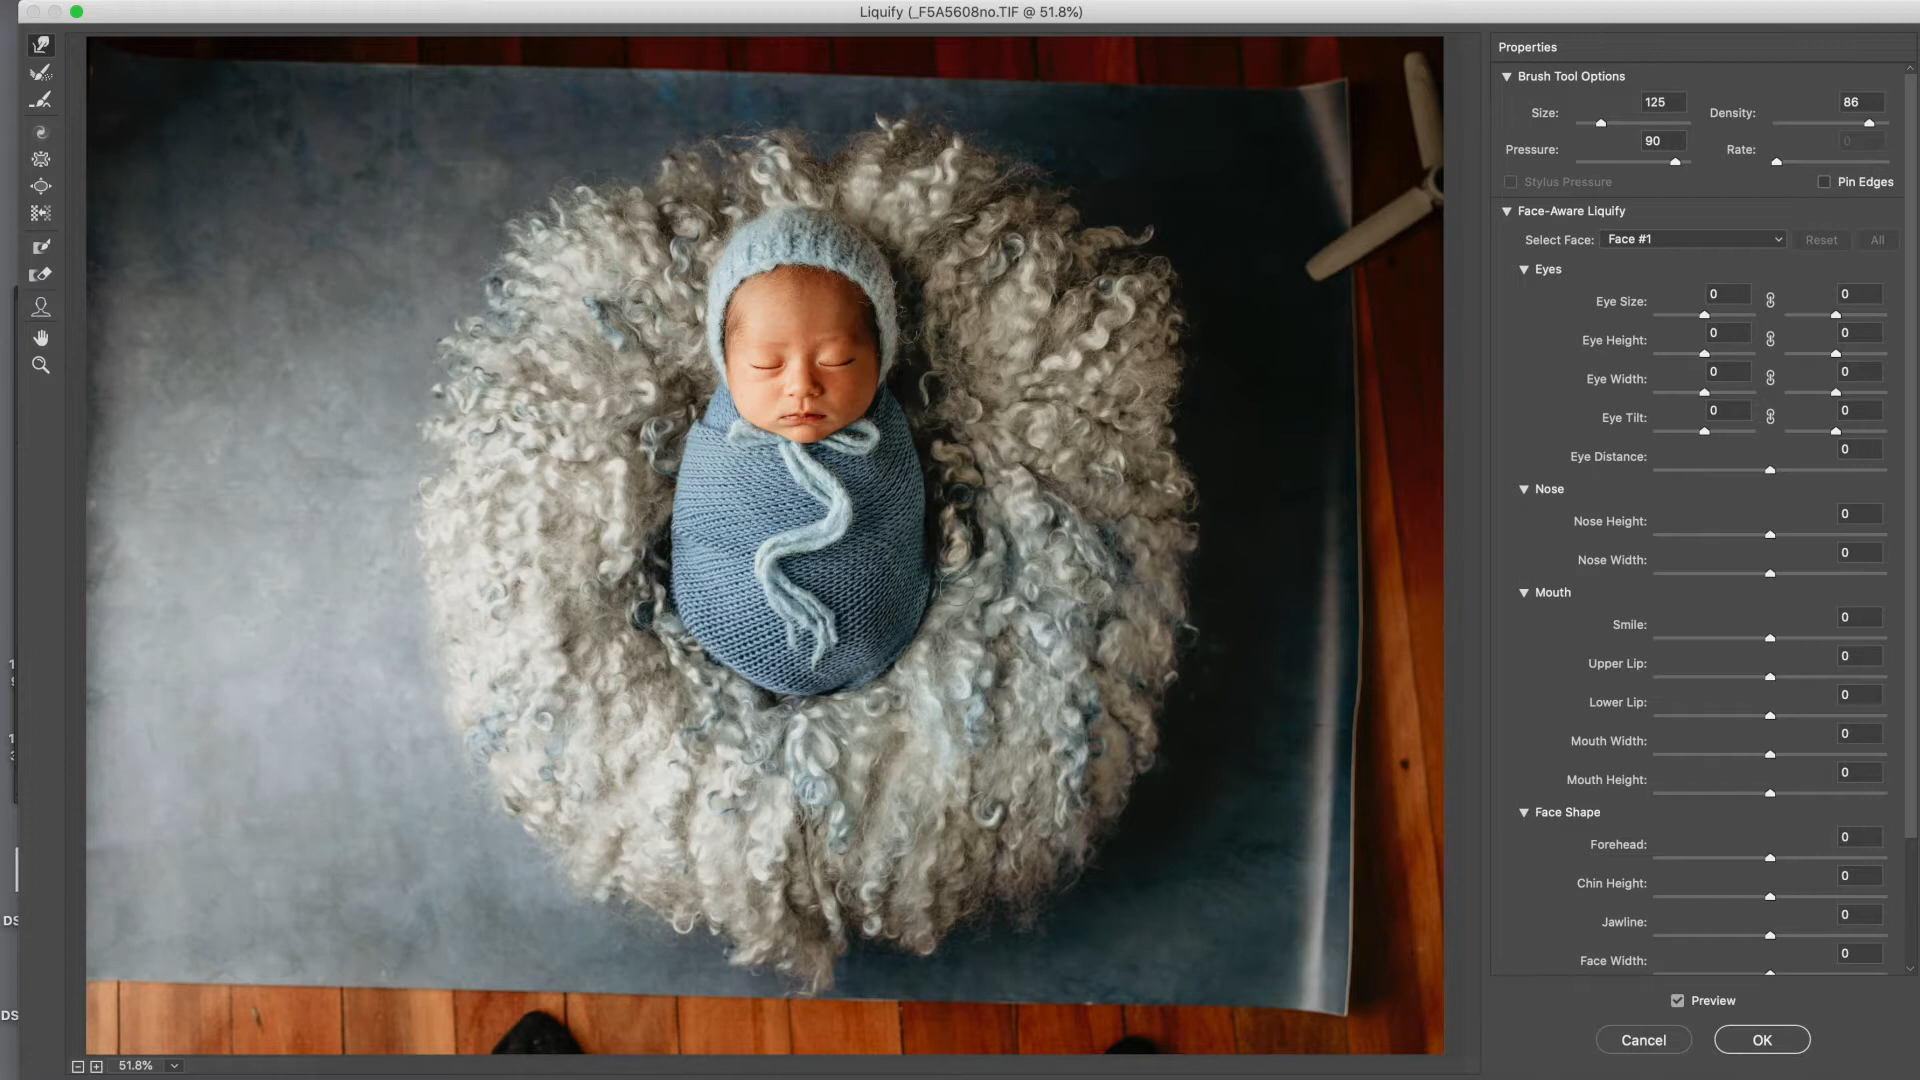 Liquify (_F5A5608no.TIF @ 51.8%)
Properties
Brush Tool Options
Size: 125 Density: 86
Pressure: 90 Rate: 0
Stylus Pressure Pin Edges
Face-Aware Liquify
Select Face: Face #1 Reset All
Eyes
Eye Size: 0 0
Eye Height: 0 0
Eye Width: 0 0
Eye Tilt: 0 0
Eye Distance: 0
Nose
Nose Height: 0
Nose Width: 0
Mouth
Smile: 0
Upper Lip: 0
Lower Lip: 0
Mouth Width: 0
Mouth Height: 0
Face Shape
Forehead: 0
Chin Height: 0
Jawline: 0
Face Width: 0
Preview
Cancel OK
51.8%
DS
DS